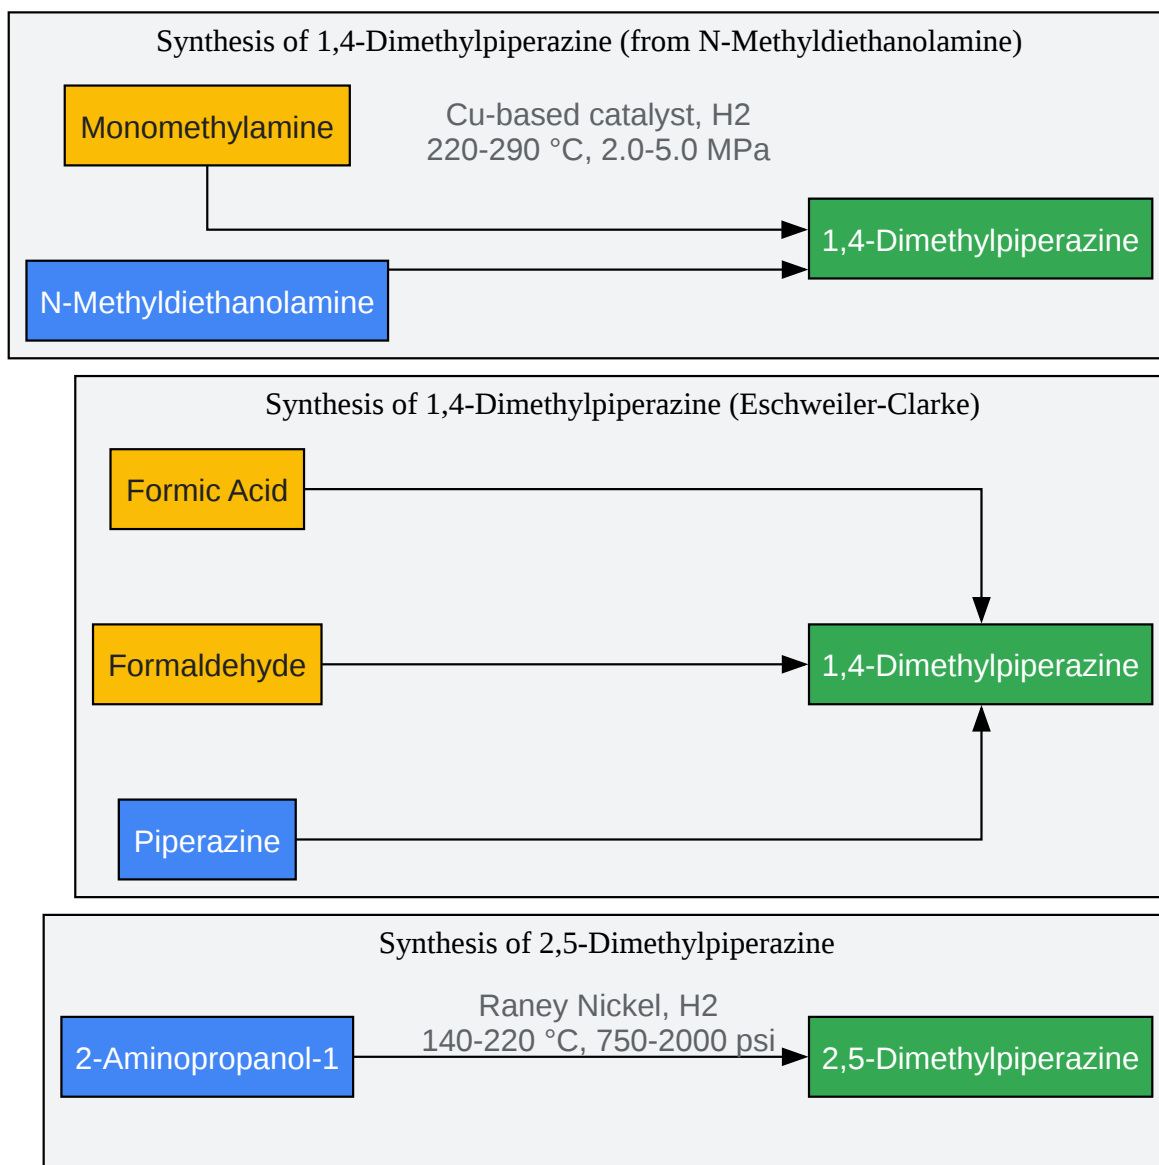 Synthesis of 1,4-Dimethylpiperazine (from N-Methyldiethanolamine)
Monomethylamine
Cu-based catalyst, H2
220-290 °C, 2.0-5.0 MPa
1,4-Dimethylpiperazine
N-Methyldiethanolamine
Synthesis of 1,4-Dimethylpiperazine (Eschweiler-Clarke)
Formic Acid
Formaldehyde
1,4-Dimethylpiperazine
Piperazine
Synthesis of 2,5-Dimethylpiperazine
Raney Nickel, H2
140-220 °C, 750-2000 psi
2-Aminopropanol-1
2,5-Dimethylpiperazine